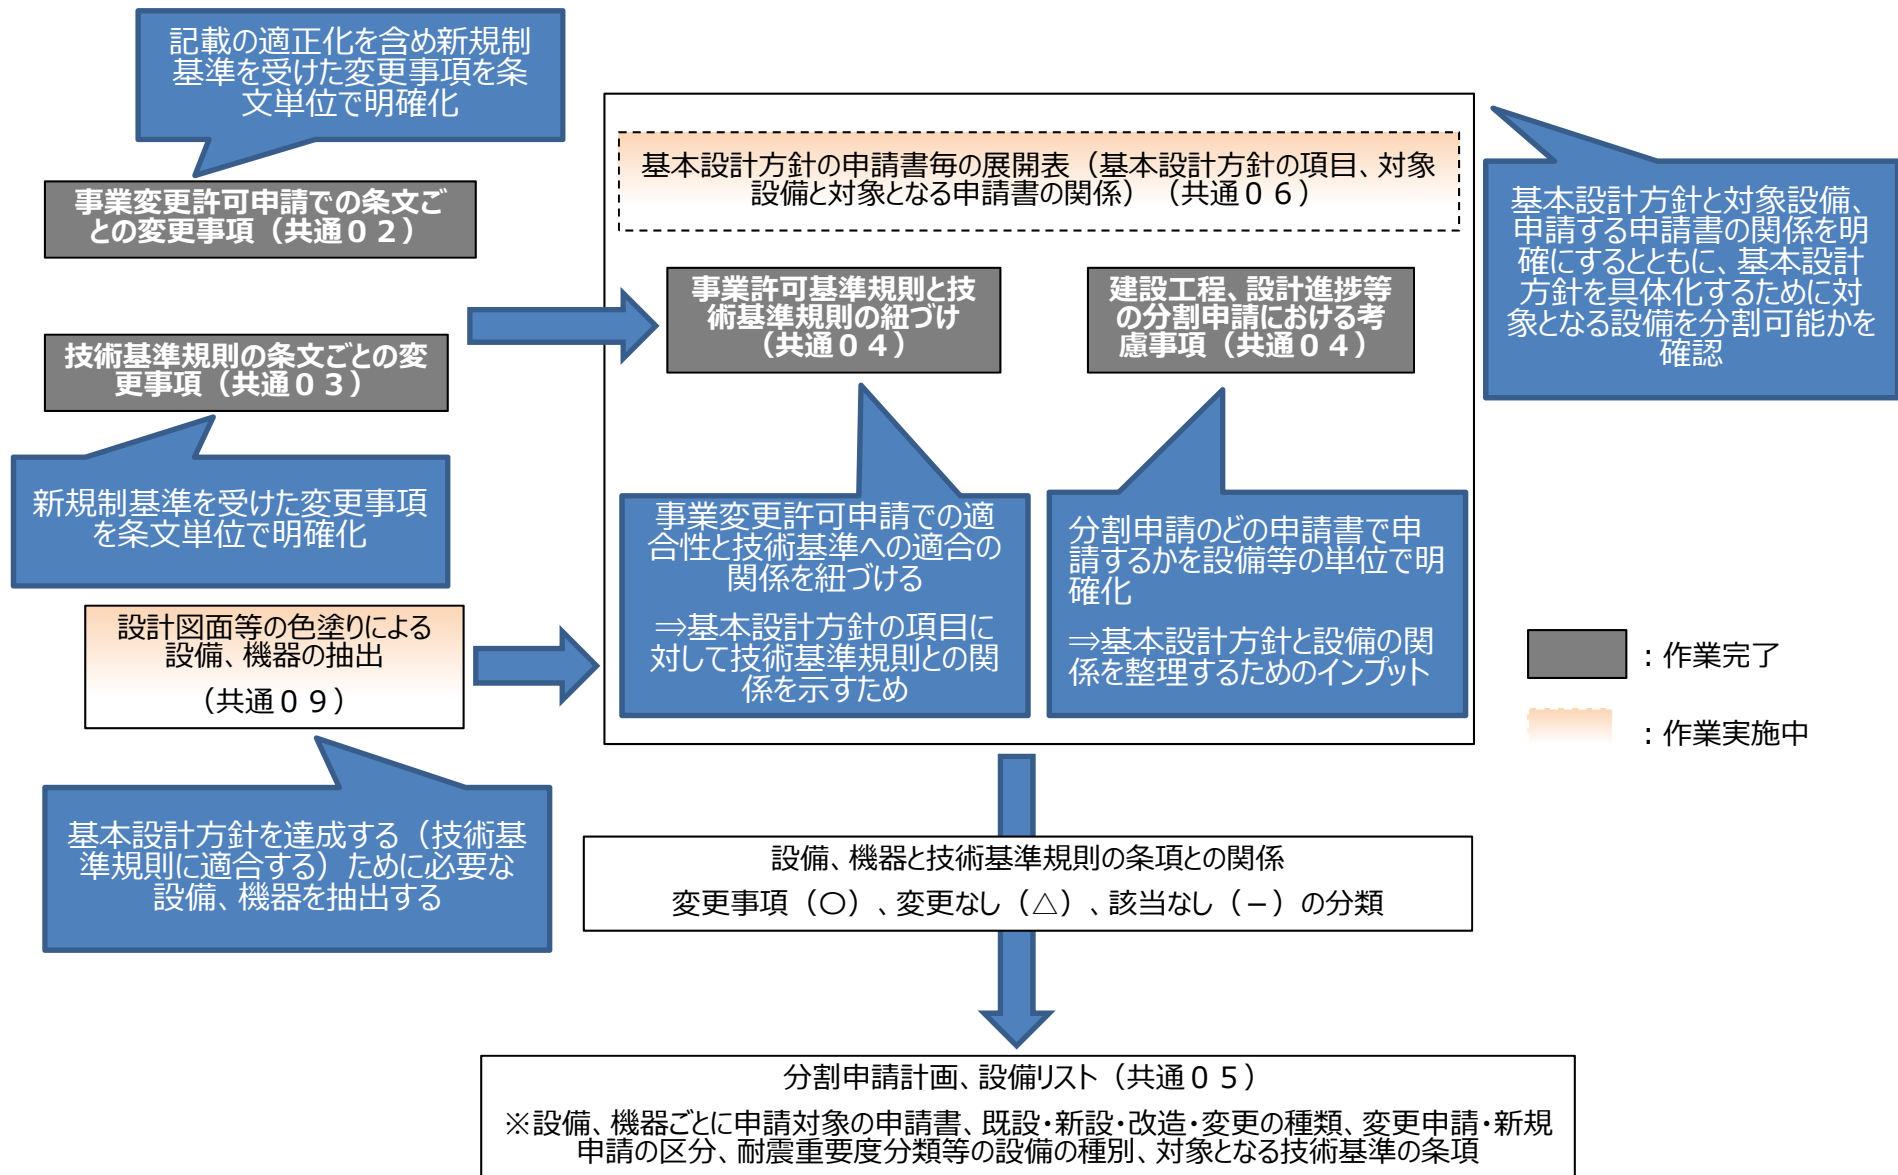 記載の適正化を含め新規制
基準を受けた変更事項を条
文単位で明確化
事業変更許可申請での条文ご
との変更事項（共通０２）
技術基準規則の条文ごとの変
更事項（共通０３）
新規制基準を受けた変更事項
を条文単位で明確化
設計図面等の色塗りによる
設備、機器の抽出
（共通０９）
基本設計方針を達成する（技術基
準規則に適合する）ために必要な
設備、機器を抽出する
基本設計方針の申請書毎の展開表（基本設計方針の項目、対象
設備と対象となる申請書の関係）（共通０６）
事業許可基準規則と技
術基準規則の紐づけ
（共通０４）
建設工程、設計進捗等
の分割申請における考
慮事項（共通０４）
事業変更許可申請での適
合性と技術基準への適合の
関係を紐づける
⇒基本設計方針の項目に
対して技術基準規則との関
係を示すため
分割申請のどの申請書で申
請するかを設備等の単位で明
確化
⇒基本設計方針と設備の関
係を整理するためのインプット
基本設計方針と対象設備、
申請する申請書の関係を明
確にするとともに、基本設計
方針を具体化するために対
象となる設備を分割可能かを
確認
：作業完了
：作業実施中
設備、機器と技術基準規則の条項との関係
変更事項（〇）、変更なし（△）、該当なし（－）の分類
分割申請計画、設備リスト（共通０５）
※設備、機器ごとに申請対象の申請書、既設・新設・改造・変更の種類、変更申請・新規
申請の区分、耐震重要度分類等の設備の種別、対象となる技術基準の条項